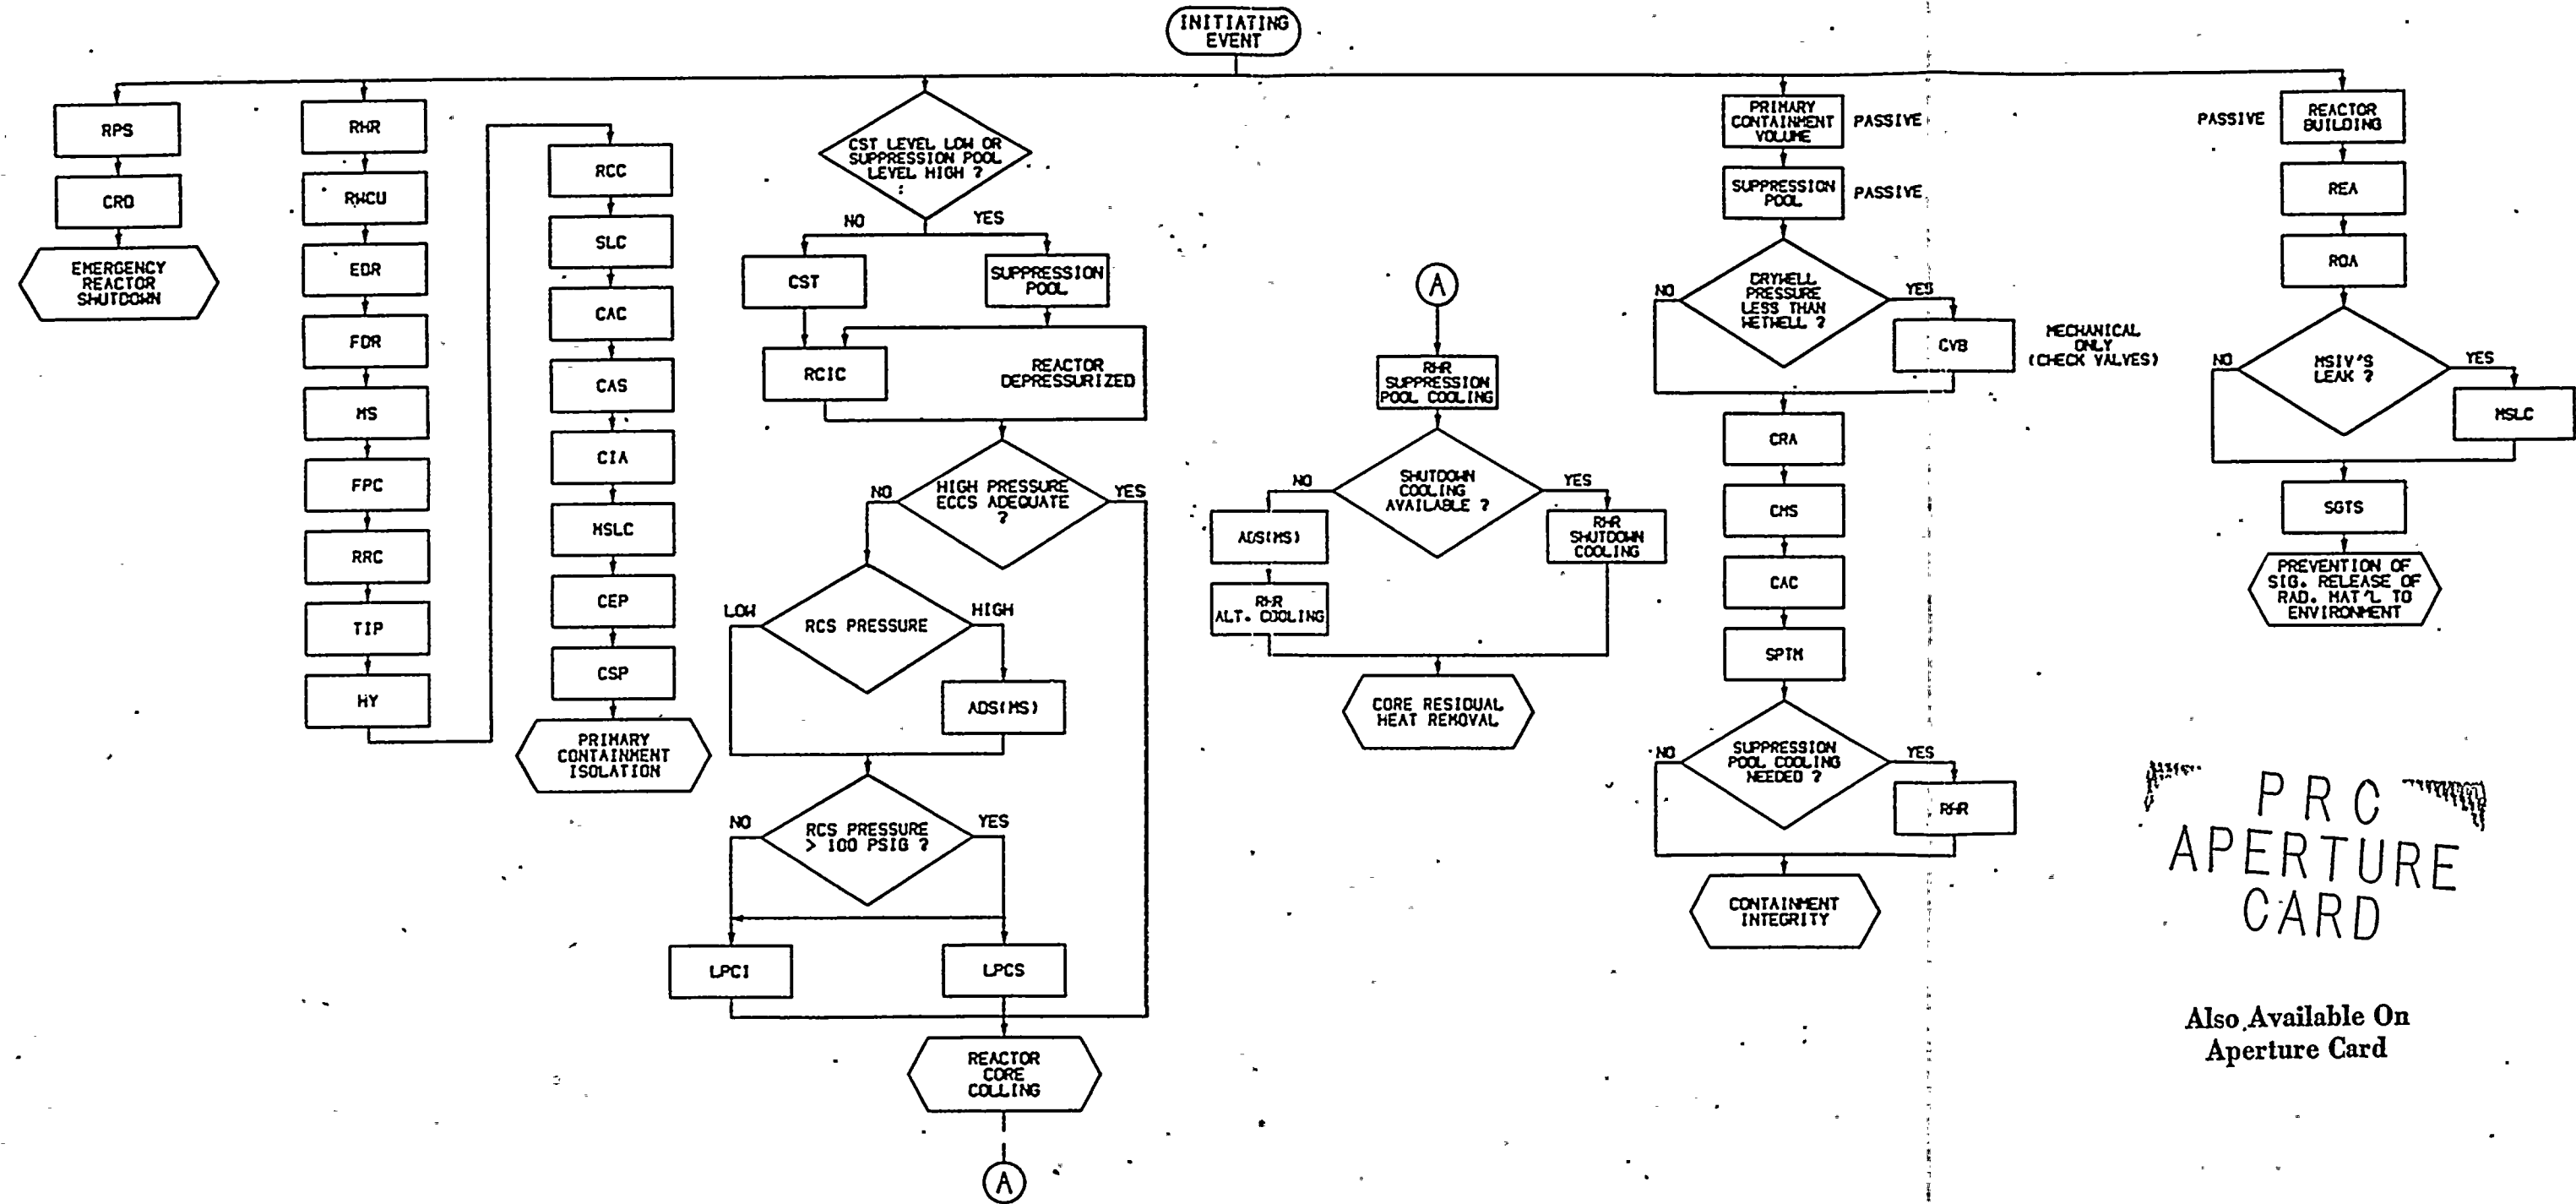 INITIATING
EVENT
RPS
CRD
EMERGENCY
REACTOR
SHUTDOWN
RHR
RWCU
EDR
FDR
MS
FPC
RRC
TIP
HY
RCC
SLC
CAC
CAS
CIA
MSLC
CEP
CSP
PRIMARY
CONTAINMENT
ISOLATION
CST LEVEL LOW OR
SUPPRESSION POOL
LEVEL HIGH ?
NO
YES
CST
SUPPRESSION
POOL
RCIC
REACTOR
DEPRESSURIZED
HIGH PRESSURE
ECCS ADEQUATE
?
NO
YES
RCS PRESSURE
LOW
HIGH
ADS(MS)
RCS PRESSURE
> 100 PSIG ?
NO
YES
LPCI
LPCS
REACTOR
CORE
COLLING
A
A
RHR
SUPPRESSION
POOL COOLING
SHUTDOWN
COOLING
AVAILABLE ?
NO
YES
ADS(MS)
RHR
ALT. COOLING
RHR
SHUTDOWN
COOLING
CORE RESIDUAL
HEAT REMOVAL
PRIMARY
CONTAINMENT
VOLUME
PASSIVE
SUPPRESSION
POOL
PASSIVE
DRYWELL
PRESSURE
LESS THAN
WETWELL ?
NO
YES
CVB
MECHANICAL
ONLY
(CHECK VALVES)
CRA
CMS
CAC
SPTM
SUPPRESSION
POOL COOLING
NEEDED ?
NO
YES
RHR
CONTAINMENT
INTEGRITY
PASSIVE
REACTOR
BUILDING
REA
ROA
MSIV'S
LEAK ?
NO
YES
MSLC
SGTS
PREVENTION OF
SIG. RELEASE OF
RAD. MAT'L TO
ENVIRONMENT
PRC
APERTURE
CARD
Also Available On
Aperture Card